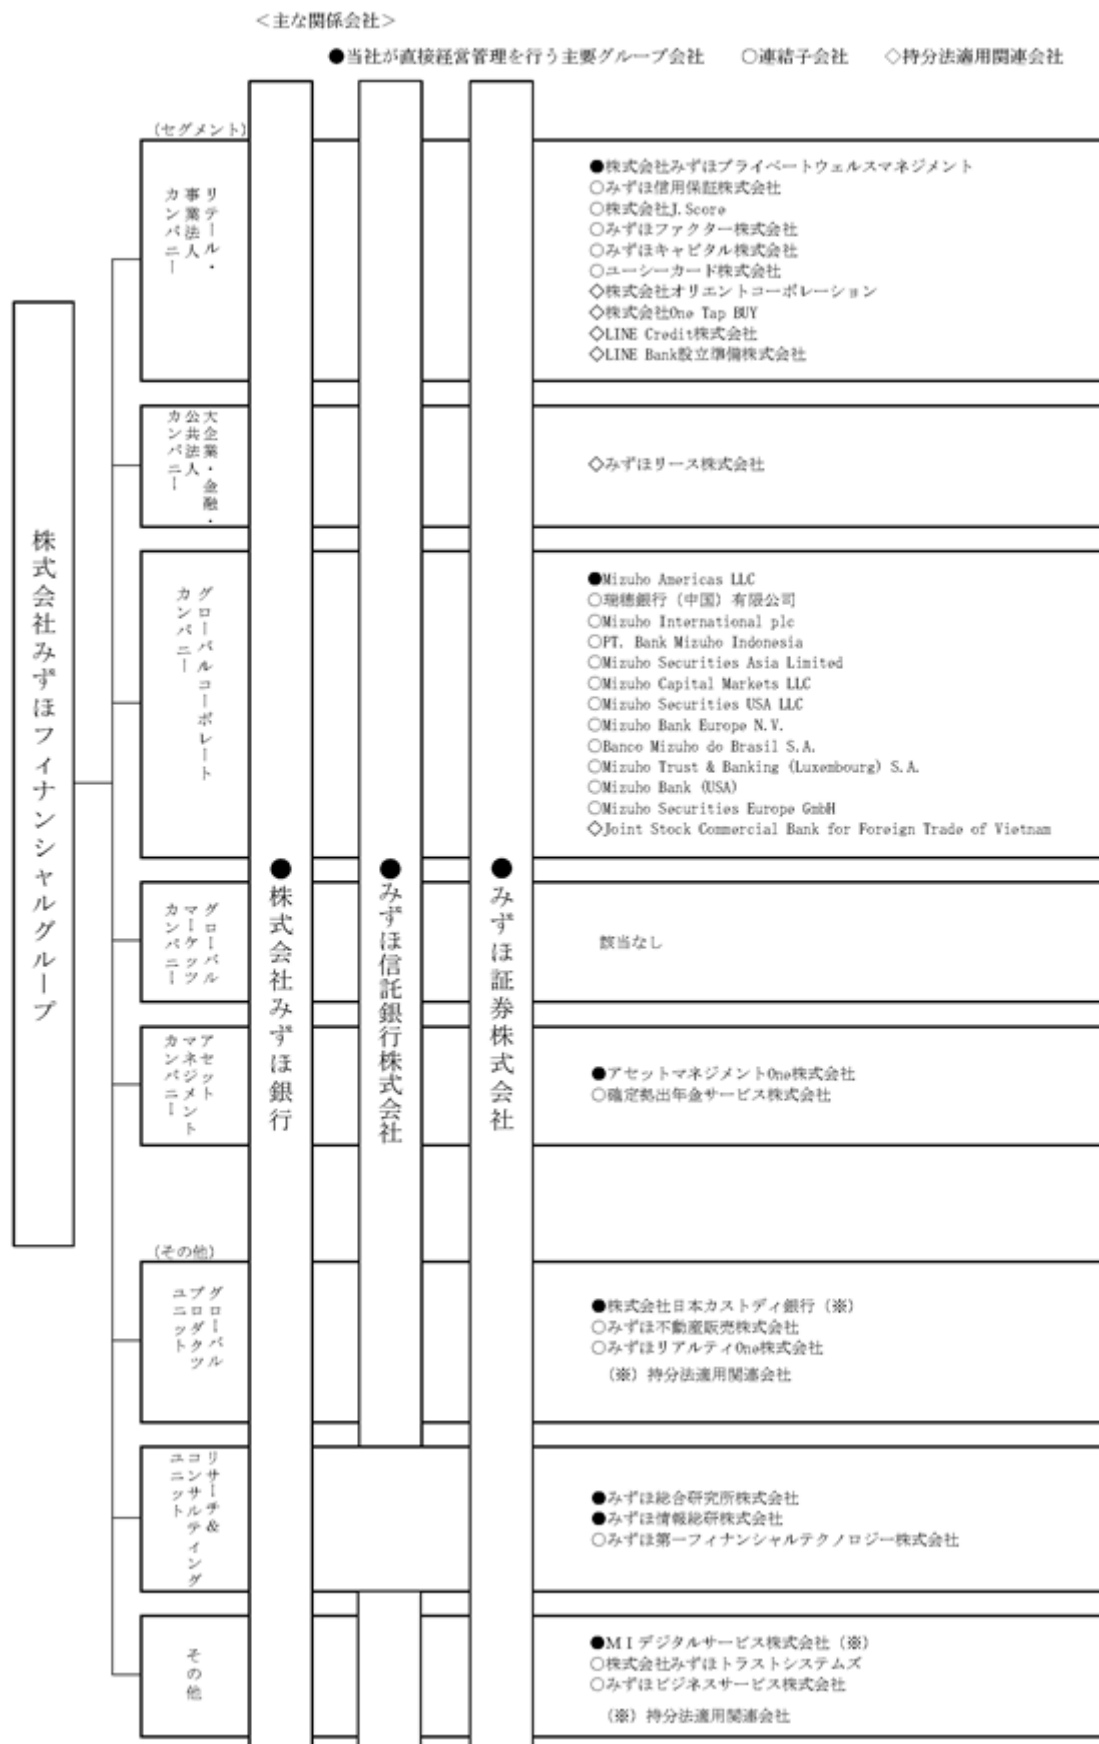 <主な関係会社>
●当社が直接経営管理を行う主要グループ会社 ○連結子会社 ◇持分法適用関連会社
株式会社みずほフィナンシャルグループ
●株式会社みずほ銀行
●みずほ信託銀行株式会社
●みずほ証券株式会社
(セグメント)
リテール・
事業法人
カンパニー
●株式会社みずほプライベートウェルスマネジメント
○みずほ信用保証株式会社
○株式会社J.Score
○みずほファクター株式会社
○みずほキャピタル株式会社
○ユーシーカード株式会社
◇株式会社オリエントコーポレーション
◇株式会社One Tap BUY
◇LINE Credit株式会社
◇LINE Bank設立準備株式会社
大企業・金融・
公共法人
カンパニー
◇みずほリース株式会社
グローバルコーポレート
カンパニー
●Mizuho Americas LLC
○瑞穂銀行（中国）有限公司
○Mizuho International plc
○PT. Bank Mizuho Indonesia
○Mizuho Securities Asia Limited
○Mizuho Capital Markets LLC
○Mizuho Securities USA LLC
○Mizuho Bank Europe N.V.
○Banco Mizuho do Brasil S.A.
○Mizuho Trust & Banking (Luxembourg) S.A.
○Mizuho Bank (USA)
○Mizuho Securities Europe GmbH
◇Joint Stock Commercial Bank for Foreign Trade of Vietnam
グローバル
マーケッツ
カンパニー
該当なし
アセット
マネジメント
カンパニー
●アセットマネジメントOne株式会社
○確定拠出年金サービス株式会社
(その他)
グローバル
プロダクツ
ユニット
●株式会社日本カストディ銀行（※）
○みずほ不動産販売株式会社
○みずほリアルティOne株式会社
（※）持分法適用関連会社
リサーチ&
コンサルティング
ユニット
●みずほ総合研究所株式会社
●みずほ情報総研株式会社
○みずほ第一フィナンシャルテクノロジー株式会社
その他
●ＭＩデジタルサービス株式会社（※）
○株式会社みずほトラストシステムズ
○みずほビジネスサービス株式会社
（※）持分法適用関連会社